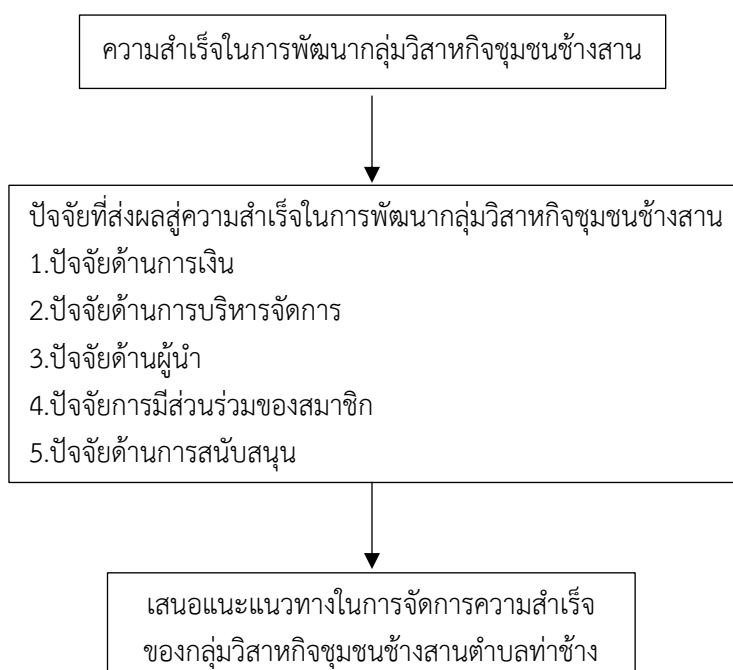 ความสำเร็จในการพัฒนากลุ่มวิสาหกิจชุมชนช้างสาน
ปัจจัยที่ส่งผลสู่ความสำเร็จในการพัฒนากลุ่มวิสาหกิจชุมชนช้างสาน
1.ปัจจัยด้านการเงิน
2.ปัจจัยด้านการบริหารจัดการ
3.ปัจจัยด้านผู้นำ
4.ปัจจัยการมีส่วนร่วมของสมาชิก
5.ปัจจัยด้านการสนับสนุน
เสนอแนะแนวทางในการจัดการความสำเร็จ
ของกลุ่มวิสาหกิจชุมชนช้างสานตำบลท่าช้าง